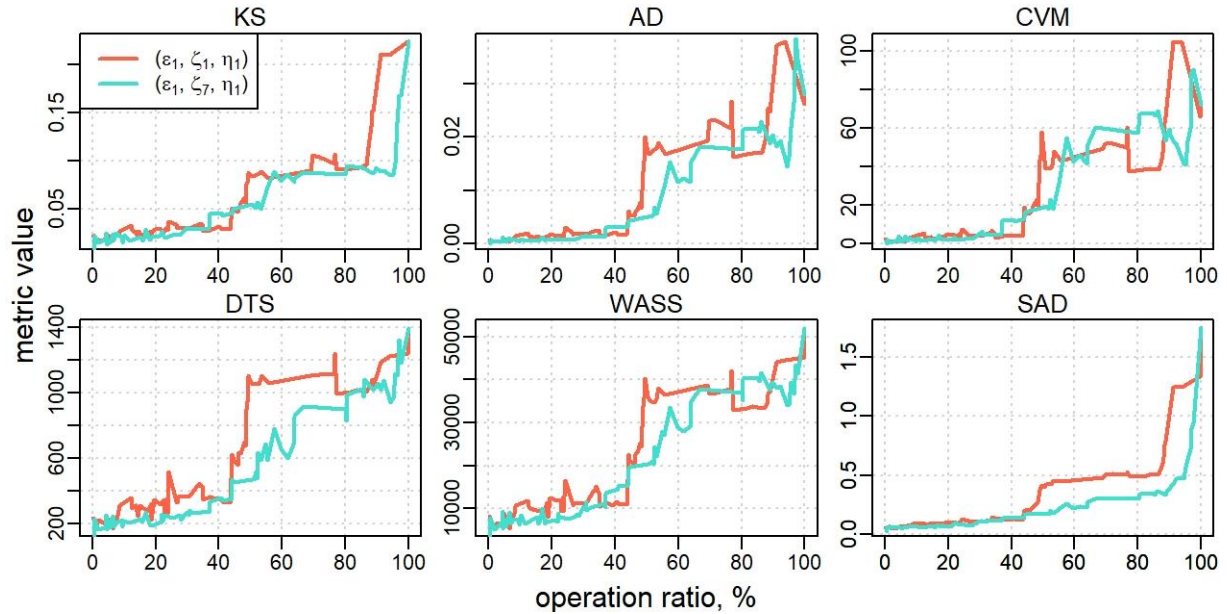 KS AD CVM
(ε₁, ζ₁, η₁)
(ε₁, ζ₇, η₁)
0.05 0.15
0.00 0.02
0 20 60 100
0 20 40 60 80 100
0 20 40 60 80 100
0 20 40 60 80 100
DTS WASS SAD
200 600 1000 1400
10000 30000 50000
0.0 0.5 1.0 1.5
0 20 40 60 80 100
0 20 40 60 80 100
0 20 40 60 80 100
metric value
operation ratio, %